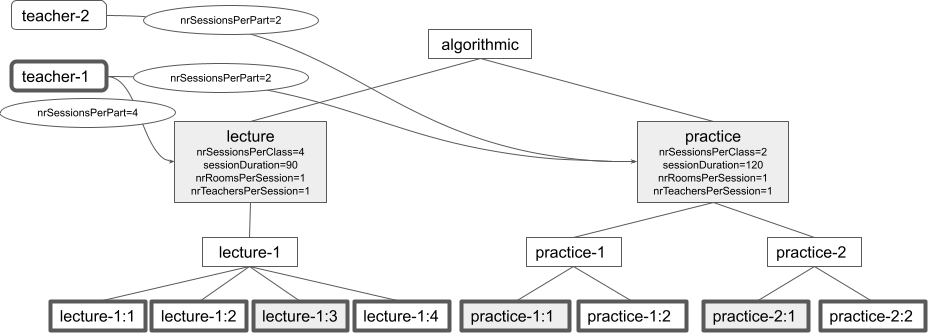 teacher-2
nrSessionsPerPart=2
algorithmic
teacher-1
nrSessionsPerPart=2
nrSessionsPerPart=4
lecture
nrSessionsPerClass=4
sessionDuration=90
nrRoomsPerSession=1
nrTeachersPerSession=1
practice
nrSessionsPerClass=2
sessionDuration=120
nrRoomsPerSession=1
nrTeachersPerSession=1
lecture-1
practice-1
practice-2
lecture-1:1
lecture-1:2
lecture-1:3
lecture-1:4
practice-1:1
practice-1:2
practice-2:1
practice-2:2